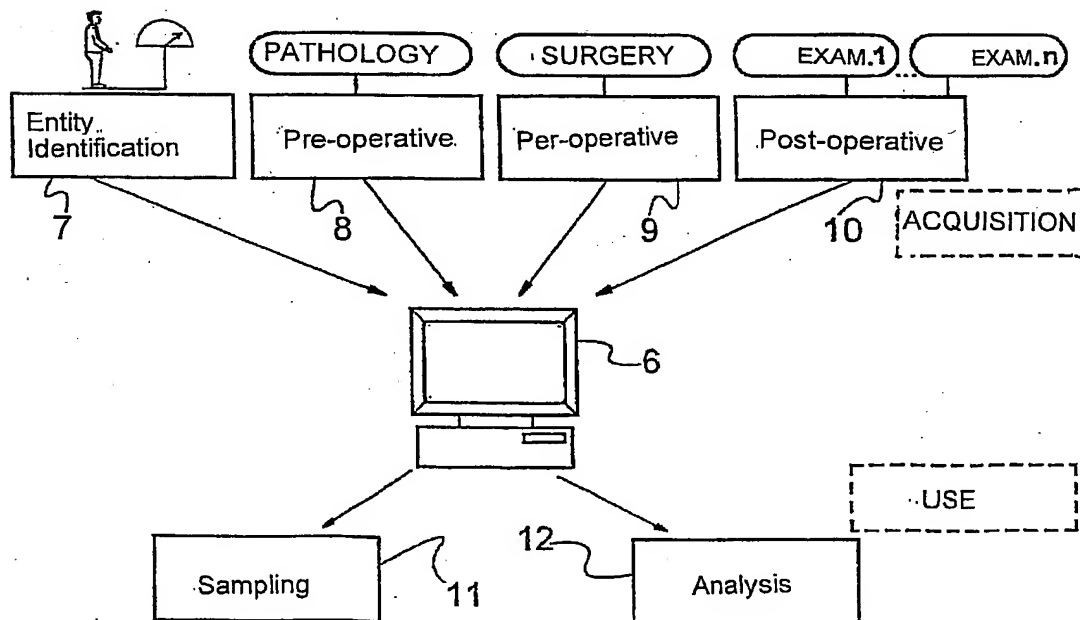 PATHOLOGY
SURGERY
EXAM.1
EXAM.n
Entity
Identification
Pre-operative
Per-operative
Post-operative
7
8
9
10
ACQUISITION
6
USE
Sampling
11
12
Analysis